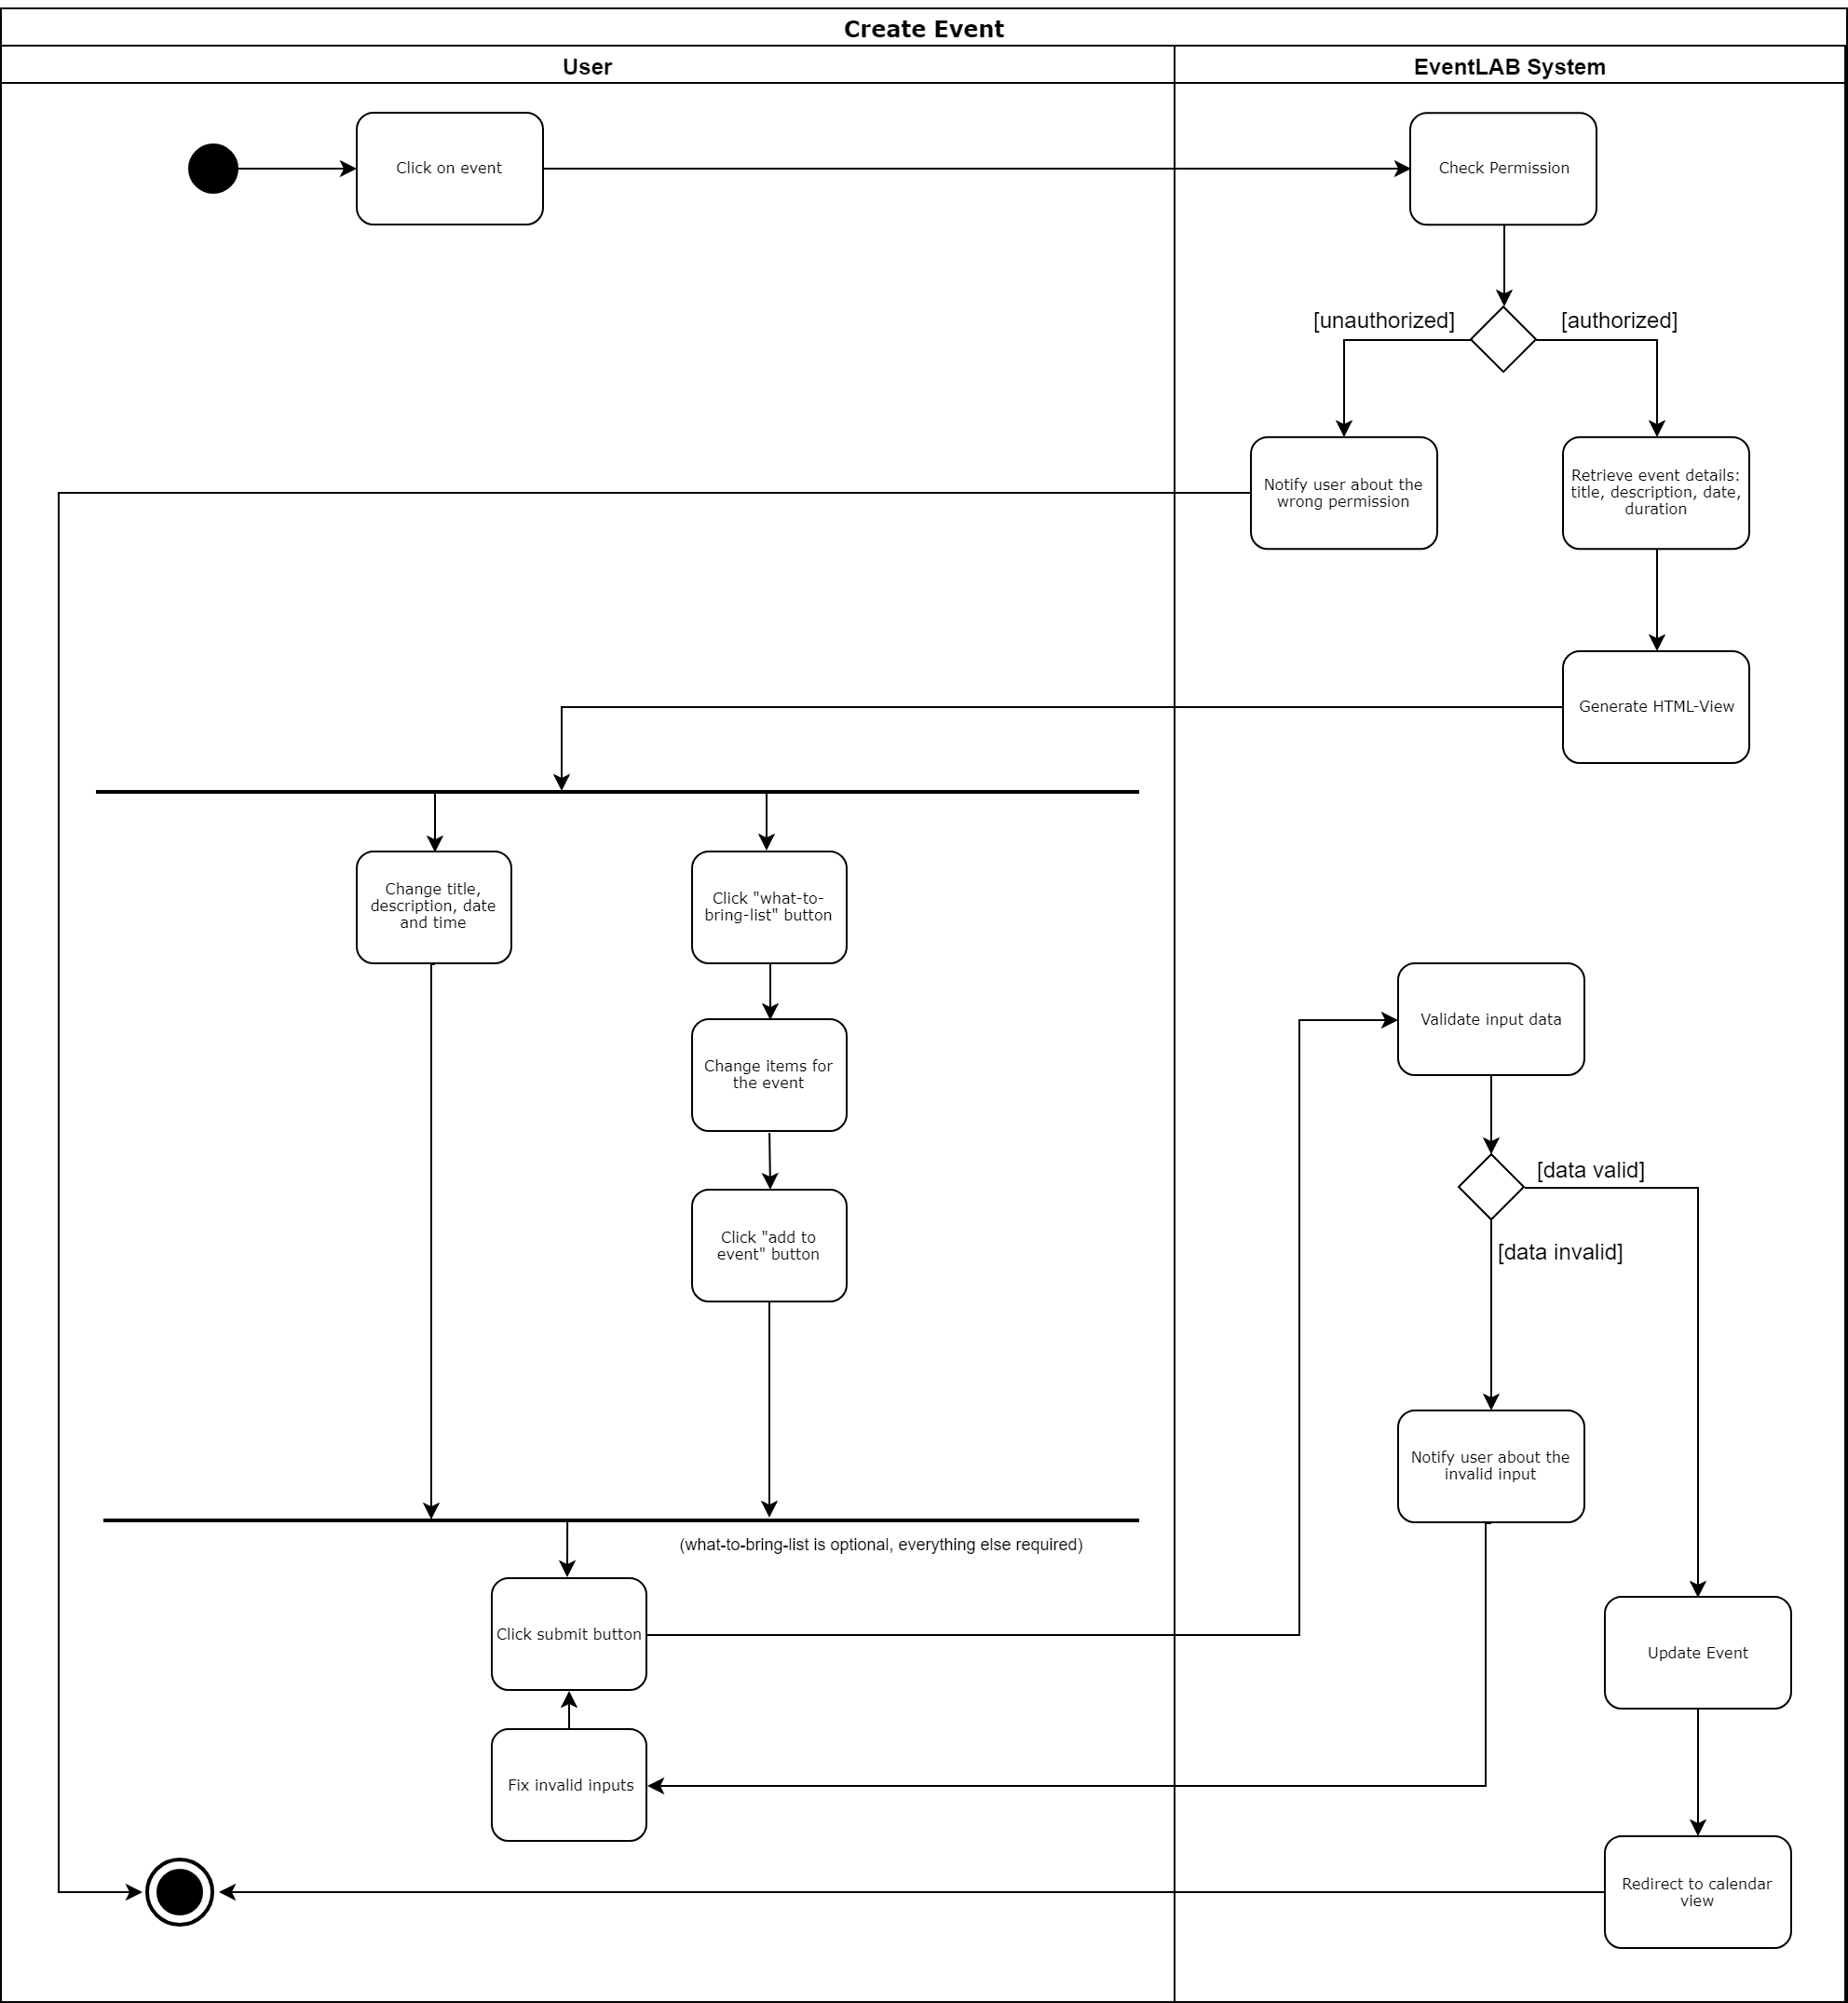 Create Event
User
EventLAB System
Click on event
Check Permission
[unauthorized]
[authorized]
Notify user about the
wrong permission
Retrieve event details:
title, description, date,
duration
Generate HTML-View
Change title,
description, date
and time
Click "what-to-
bring-list" button
Change items for
the event
Click "add to
event" button
Validate input data
[data valid]
[data invalid]
Notify user about the
invalid input
(what-to-bring-list is optional, everything else required)
Click submit button
Update Event
Fix invalid inputs
Redirect to calendar
view